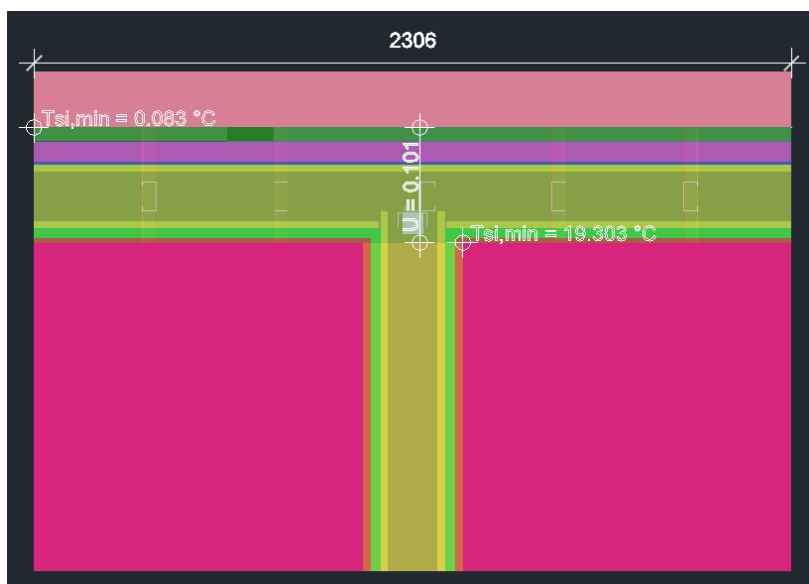 2306
Tsi,min = 0.083 °C
U = 0.101
Tsi,min = 19.303 °C